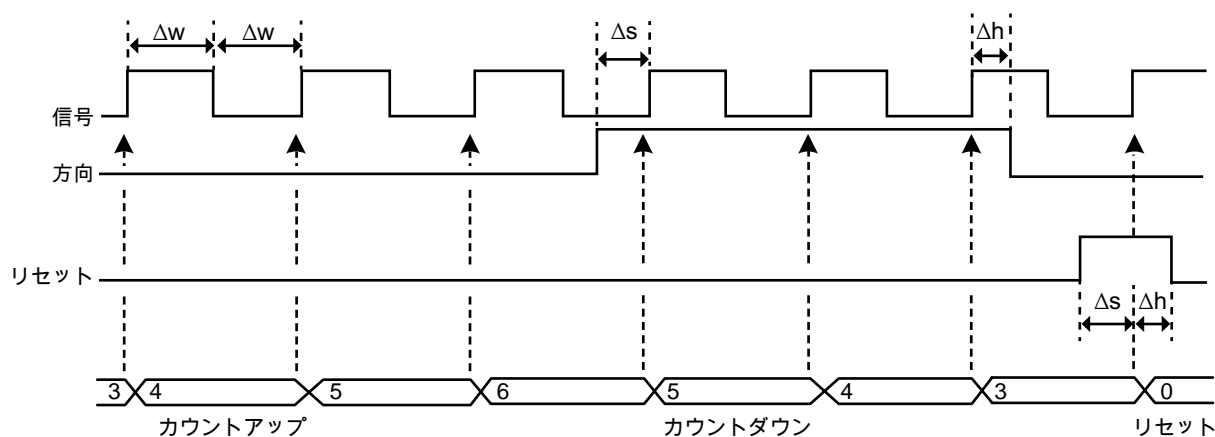 Δw Δw Δs Δh
信号
方向
リセット
Δs Δh
3 4 5 6 5 4 3 0
カウントアップ カウントダウン リセット